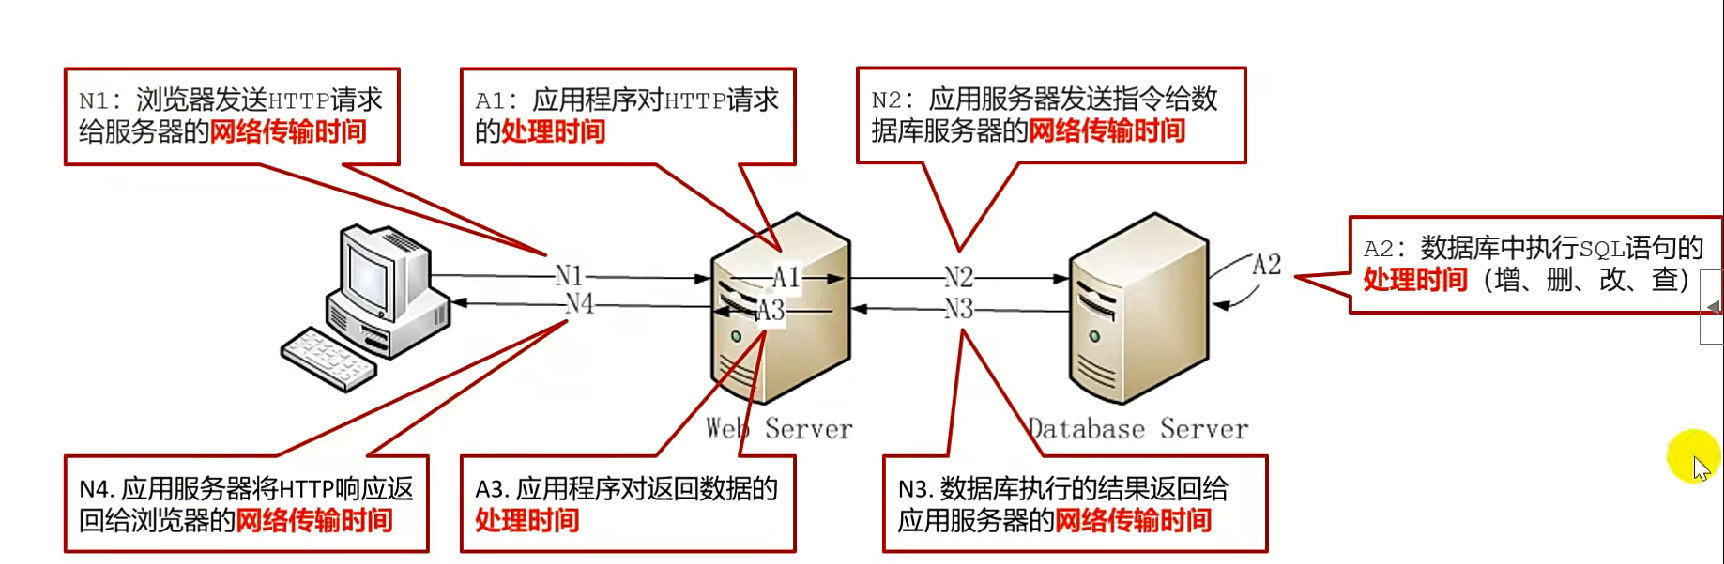 N1：浏览器发送HTTP请求
给服务器的网络传输时间
A1：应用程序对HTTP请求
的处理时间
N2：应用服务器发送指令给数
据库服务器的网络传输时间
A2：数据库中执行SQL语句的
处理时间（增、删、改、查）
N1
A1
N2
A2
N4
A3
N3
Web Server
Database Server
N4. 应用服务器将HTTP响应返
回给浏览器的网络传输时间
A3. 应用程序对返回数据的
处理时间
N3. 数据库执行的结果返回给
应用服务器的网络传输时间